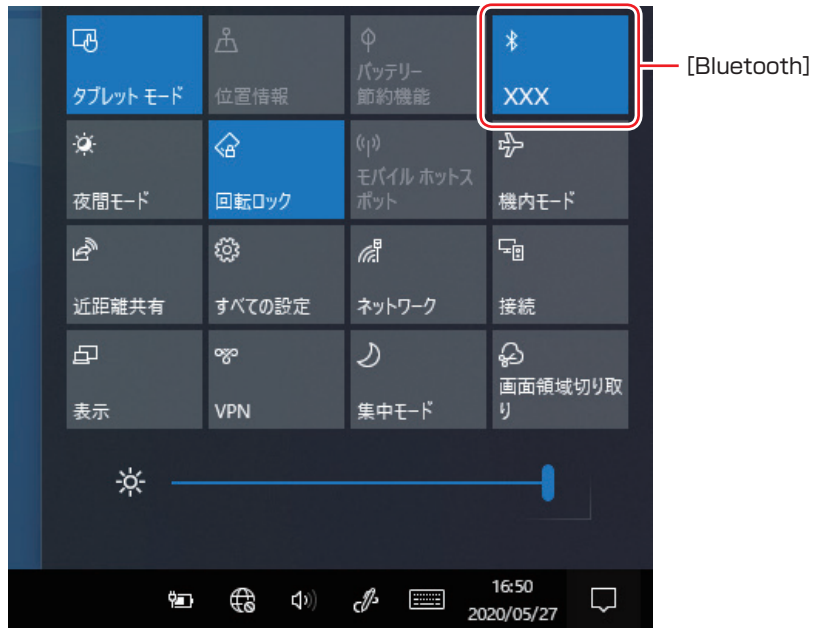 タブレット モード
位置情報
バッテリー
節約機能
XXX
[Bluetooth]
夜間モード
回転ロック
モバイル ホットス
ポット
機内モード
近距離共有
すべての設定
ネットワーク
接続
表示
VPN
集中モード
画面領域切り取
り
16:50
2020/05/27